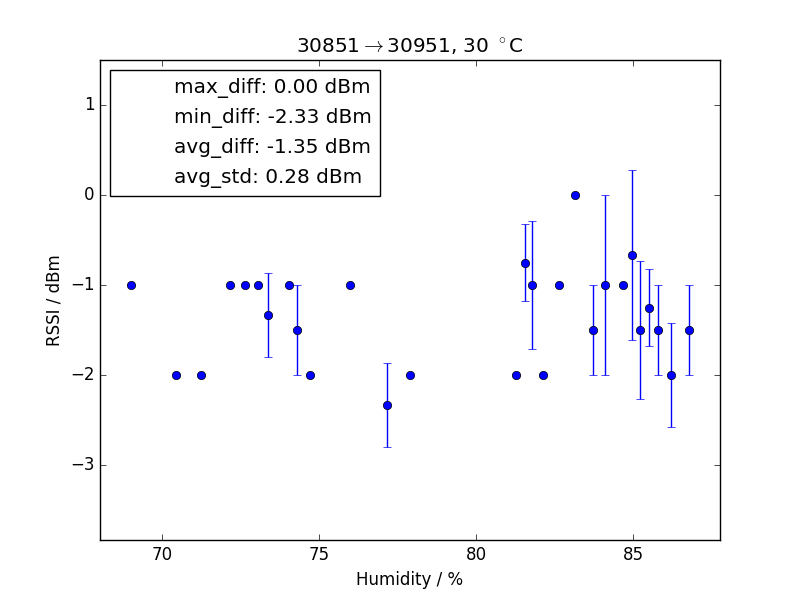 30851→30951, 30 °C
max_diff: 0.00 dBm
min_diff: -2.33 dBm
avg_diff: -1.35 dBm
avg_std: 0.28 dBm
1
0
−1
−2
−3
RSSI / dBm
70 75 80 85
Humidity / %